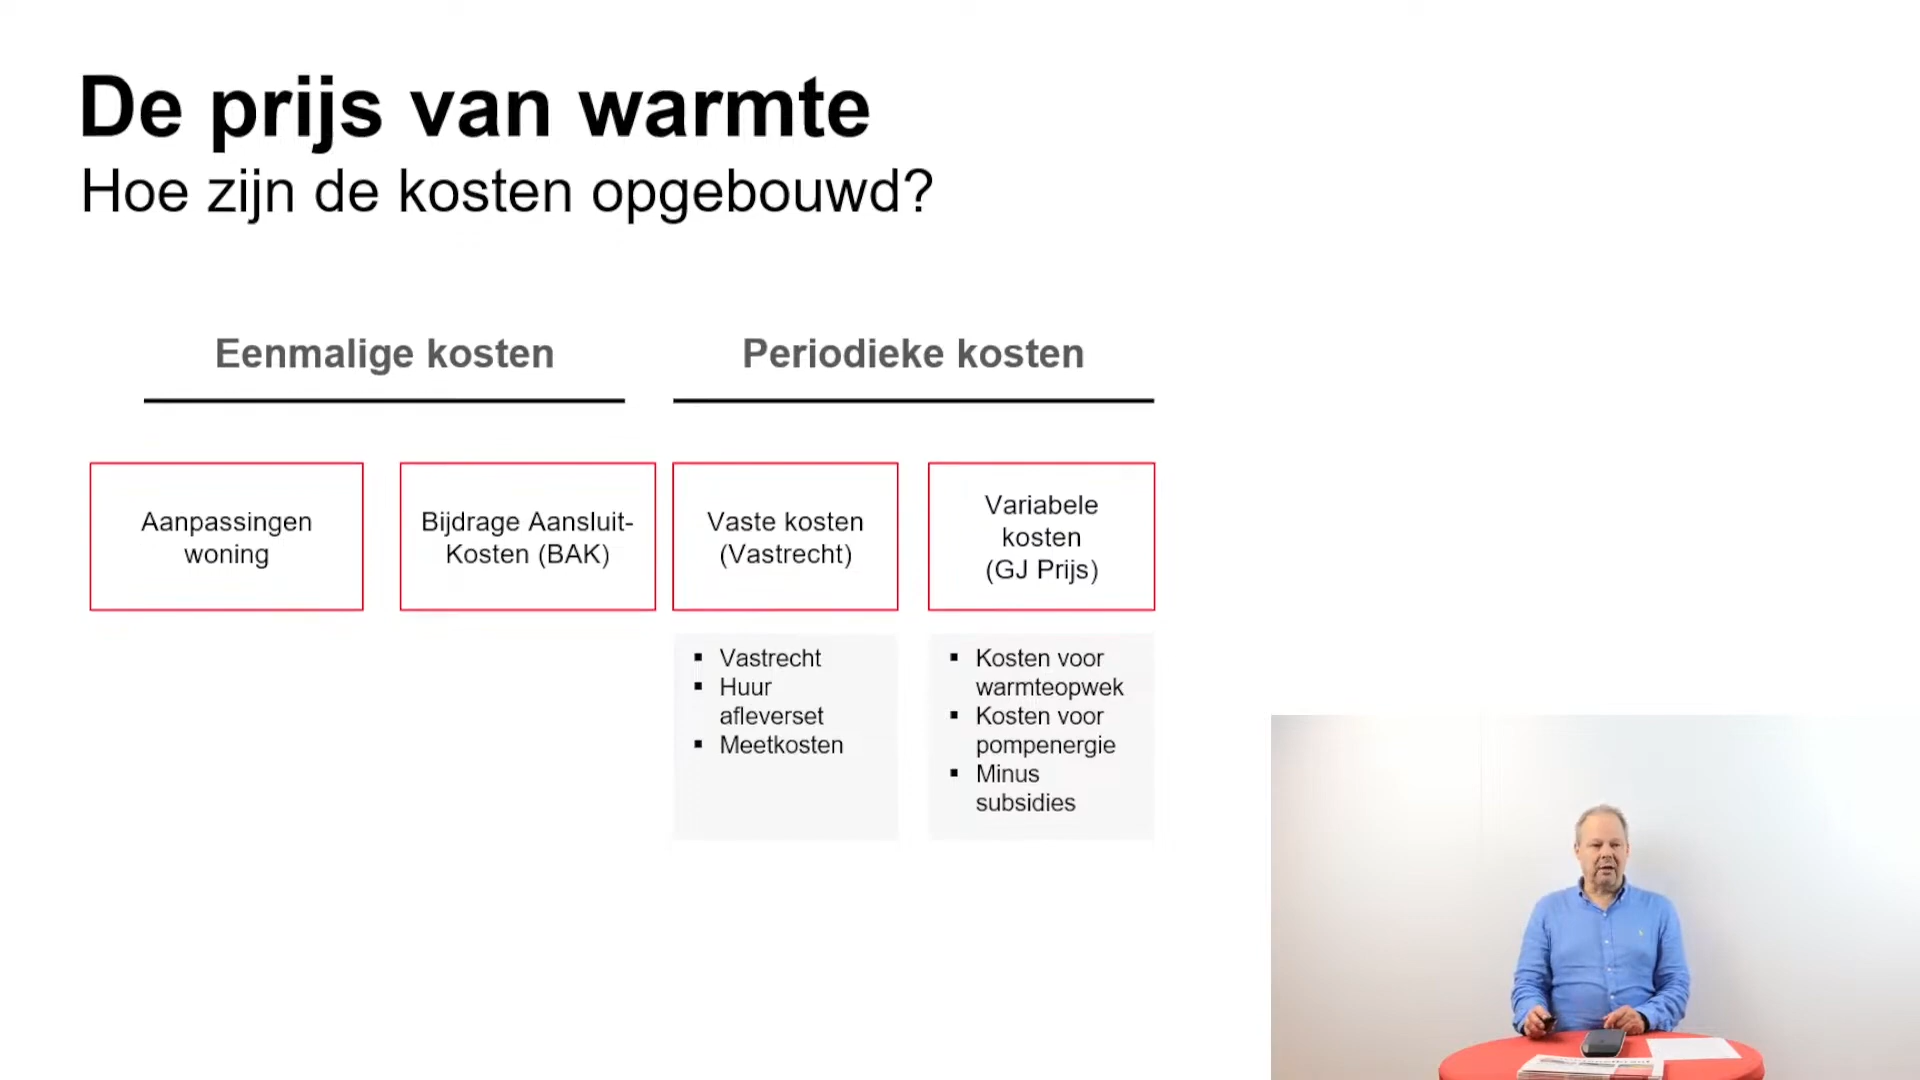 De prijs van warmte
Hoe zijn de kosten opgebouwd?
Eenmalige kosten
Periodieke kosten
Aanpassingen
woning
Bijdrage Aansluit-
Kosten (BAK)
Vaste kosten
(Vastrecht)
Variabele
kosten
(GJ Prijs)
▪ Vastrecht
▪ Huur
afleverset
▪ Meetkosten
▪ Kosten voor
warmteopwek
▪ Kosten voor
pompenergie
▪ Minus
subsidies